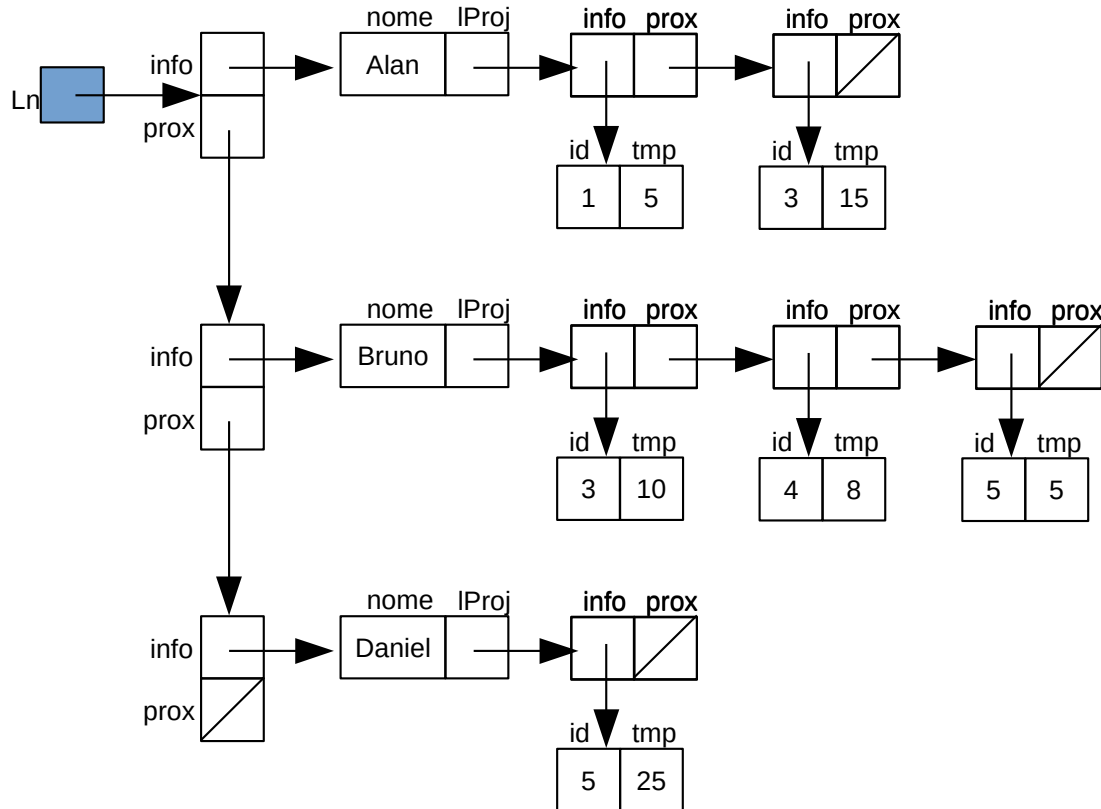 nome lProj info prox info prox
info Alan
Ln
prox
id tmp id tmp
1 5 3 15
nome lProj info prox info prox info prox
info Bruno
prox
id tmp id tmp id tmp
3 10 4 8 5 5
nome lProj info prox
info Daniel
prox
id tmp
5 25